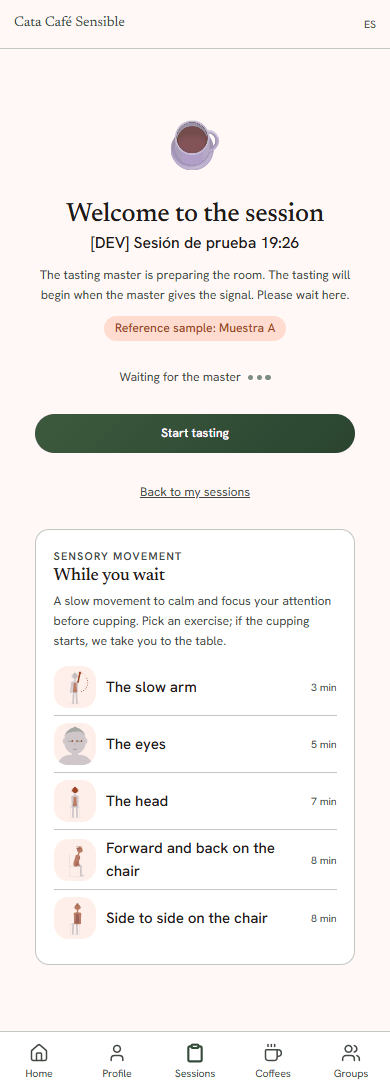 Cata Café Sensible
ES
Welcome to the session
[DEV] Sesión de prueba 19:26
The tasting master is preparing the room. The tasting will
begin when the master gives the signal. Please wait here.
Reference sample: Muestra A
Waiting for the master
Start tasting
Back to my sessions
SENSORY MOVEMENT
While you wait
A slow movement to calm and focus your attention
before cupping. Pick an exercise; if the cupping
starts, we take you to the table.
The slow arm
3 min
The eyes
5 min
The head
7 min
Forward and back on the
chair
8 min
Side to side on the chair
8 min
Home
Profile
Sessions
Coffees
Groups